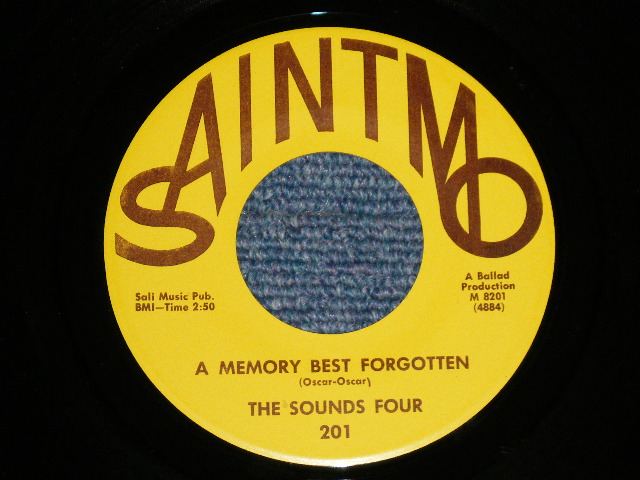 SAINTMO
Sali Music Pub.
BMI—Time 2:50
A Ballad
Production
M 8201
(4884)
A MEMORY BEST FORGOTTEN
(Oscar-Oscar)
THE SOUNDS FOUR
201